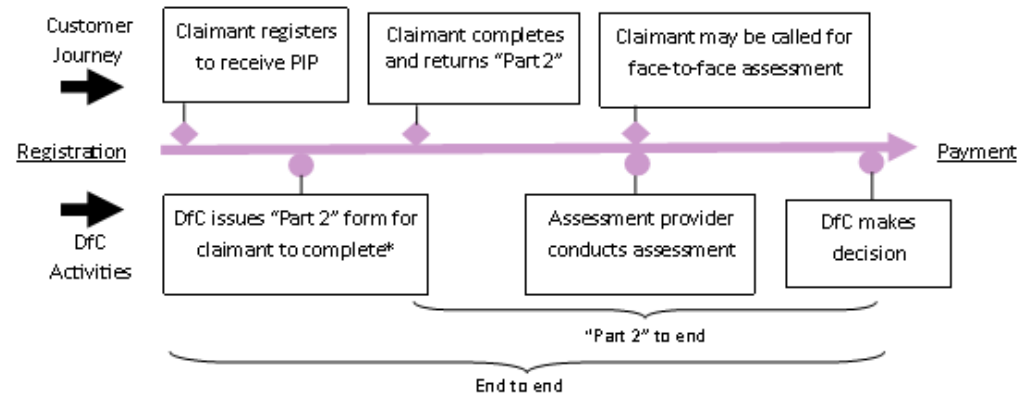 Customer
Journey
Claimant registers
to receive PIP
Claimant completes
and returns “Part 2”
Claimant may be called for
face-to-face assessment
Registration
Payment
DfC
Activities
DfC issues “Part 2” form for
claimant to complete*
Assessment provider
conducts assessment
DfC makes
decision
“Part 2” to end
End to end